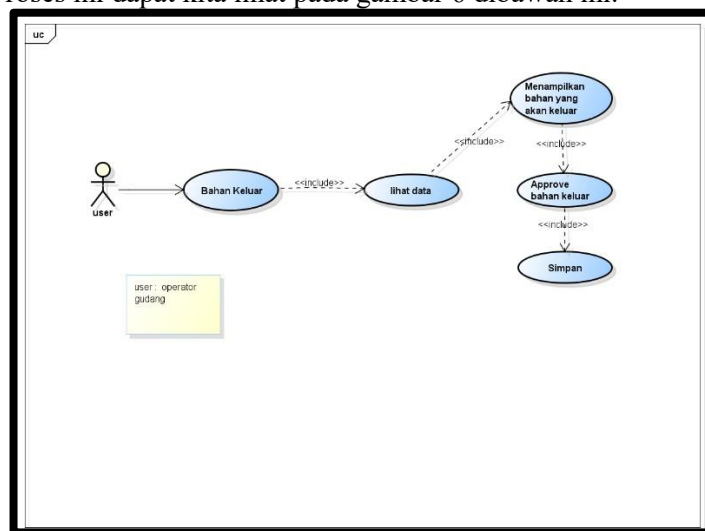 roses ini dapat kita lihat pada gambar 6 dibawah ini.
uc
Menampilkan
bahan yang
akan keluar
<<include>>
<<include>>
<<include>>
user
Bahan Keluar
lihat data
Approve
bahan keluar
<<include>>
Simpan
user : operator
gudang